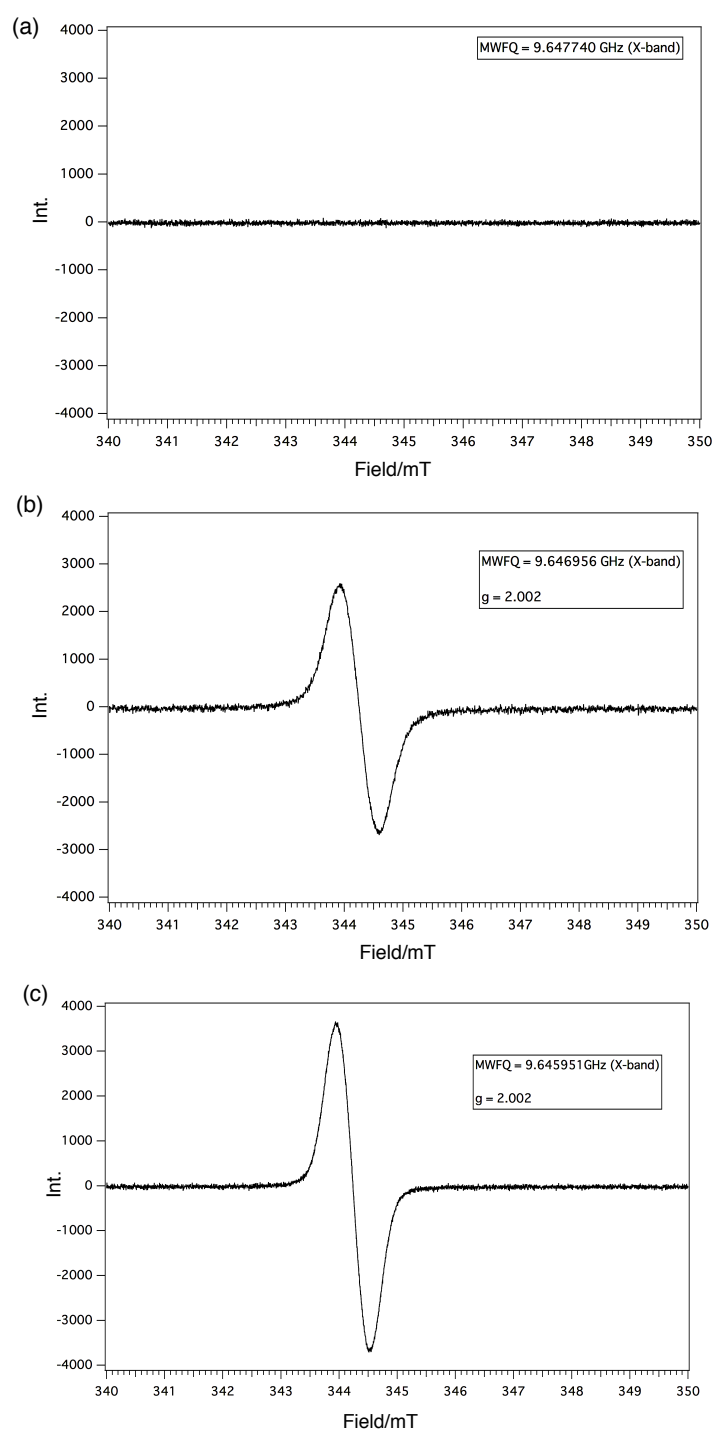 (a)
4000
3000
2000
1000
0
-1000
-2000
-3000
-4000
Int.
MWFQ = 9.647740 GHz (X-band)
340 341 342 343 344 345 346 347 348 349 350
Field/mT
(b)
4000
3000
2000
1000
0
-1000
-2000
-3000
-4000
Int.
MWFQ = 9.646956 GHz (X-band)
g = 2.002
340 341 342 343 344 345 346 347 348 349 350
Field/mT
(c)
4000
3000
2000
1000
0
-1000
-2000
-3000
-4000
Int.
MWFQ = 9.645951GHz (X-band)
g = 2.002
340 341 342 343 344 345 346 347 348 349 350
Field/mT